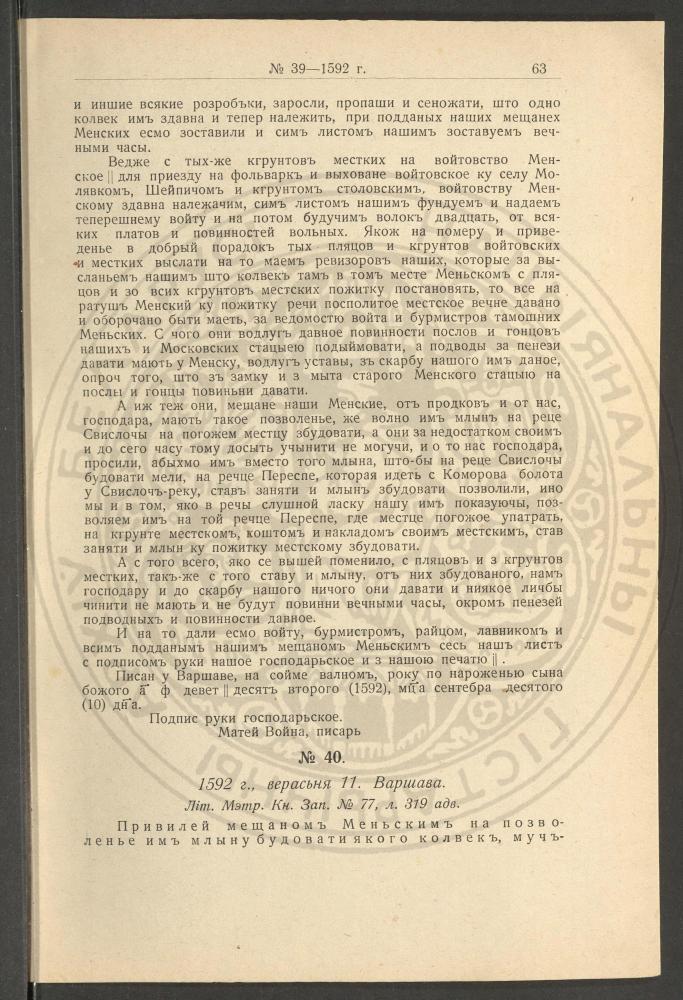 № 39—1592 г. 63
и иншие всякие розробъки, заросли, пропаши и сеножати, што одно
колвек имъ здавна и тепер належить, при подданых наших мещанех
Менских есмо зоставили и симъ листомъ нашимъ зоставуем веч-
ными часы.
Ведже с тых-же кгрунтовъ местких на войтовство Мен-
ское || для приезду на фольваркъ и выховане войтовское ку селу Мо-
лявкомъ, Шейпичомъ и кгрунтомъ столовскимъ, войтовству Мен-
скому здавна належачим, симъ листомъ нашимъ фундуем и надаем
теперешнему войту и на потом будучимъ волокъ двадцать, от вся-
ких платов и повинностей вольных. Якож на померу и приве-
денье в добрый порадокъ тых пляцов и кгрунтов войтовских
и местких выслати на то маемъ ревизоровъ наших, которые за вы-
сланьемъ нашимъ што колвекъ тамъ в томъ месте Меньскомъ с пля-
цов и зо всих кгрунтовъ местских пожитку постановять, то все на
ратушъ Менский ку пожитку речи посполитое местское вечне давано
и оборочано быти маеть, за ведомостю войта и бурмистров тамошних
Меньских. С чого они водлугъ давное повинности послов и гонцовъ
нашихъ и Московских стацыею подыймовати, а подводы за пенези
давати мають у Менску, водлугъ уставы, зъ скарбу нашого имъ даное,
опроч того, што зъ замку и з мыта старого Менского стацыю на
послы и гонцы повиньни давати.
А иж теж они, мещане наши Менские, отъ продковъ и от нас,
господара, мають такое позволенье, же волно имъ млынъ на реце
Свислочы на погожем местцу збудовати, а они за недостатком своимъ
и до сего часу тому досыть учынити не могучи, и о то нас господара,
просили, абыхмо имъ вместо того млына, што-бы на реце Свислочы
будовати мели, на речце Переспе, которая идеть с Коморова болота
у Свислочъ-реку, ставъ заняти и млынъ збудовати позволили, ино
мы и в том, яко в речы слушной ласку нашу имъ показуючы, поз-
воляем имъ на той речце Переспе, где местце погожое упатрать,
на кгрунте местскомъ, коштомъ и накладомъ своимъ местскимъ, став
заняти и млын ку пожитку местскому збудовати.
А с того всего, яко се вышей поменило, с пляцовъ и з кгрунтов
местких, такъ-же с того ставу и млыну, отъ них збудованого, намъ
господару и до скарбу нашого ничого они давати и ниякое личбы
чинити не мають и не будут повинни вечными часы, окромъ пенезей
подводныхъ и повинности давное.
И на то дали есмо войту, бурмистромъ, райцом, лавникомъ и
всимъ подданымъ нашимъ мещаномъ Меньскимъ сесь нашъ листъ
с подписомъ руки нашое господарьское и з нашою печатю || .
Писан у Варшаве, на сойме валномъ, року по нароженью сына
божого а҃ ф девет || десятъ второго (1592), мц҃а сентебра десятого
(10) дн҃а.
Подпис руки господарьское.
Матей Война, писарь
№ 40.
1592 г., верасьня 11. Варшава.
Літ. Мэтр. Кн. Зап. № 77, л. 319 адв.
Привилей мещаномъ Меньскимъ на позво-
ленье имъ млыну будовати якого колвекъ, мучъ-